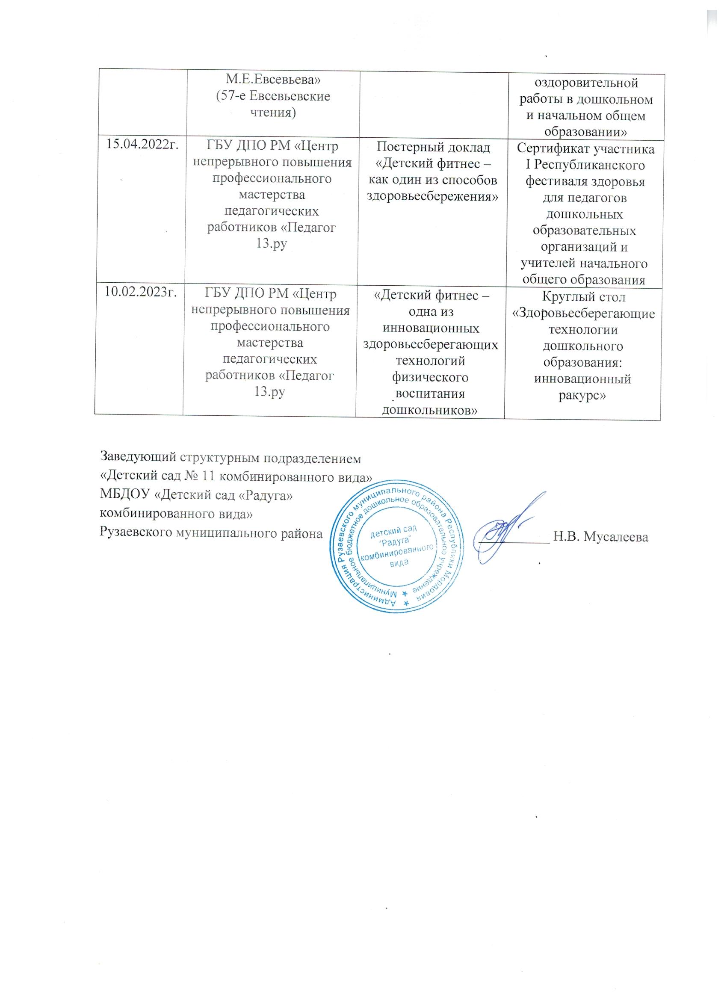 М.Е.Евсевьева»
(57-е Евсевьевские
чтения)
оздоровительной
работы в дошкольном
и начальном общем
образовании»
15.04.2022г.
ГБУ ДПО РМ «Центр
непрерывного повышения
профессионального
мастерства
педагогических
работников «Педагог
13.ру
Постерный доклад
«Детский фитнес –
как один из способов
здоровьесбережения»
Сертификат участника
I Республиканского
фестиваля здоровья
для педагогов
дошкольных
образовательных
организаций и
учителей начального
общего образования
10.02.2023г.
ГБУ ДПО РМ «Центр
непрерывного повышения
профессионального
мастерства
педагогических
работников «Педагог
13.ру
«Детский фитнес –
одна из
инновационных
здоровьесберегающих
технологий
физического
воспитания
дошкольников»
Круглый стол
«Здоровьесберегающие
технологии
дошкольного
образования:
инновационный
ракурс»
Заведующий структурным подразделением
«Детский сад № 11 комбинированного вида»
МБДОУ «Детский сад «Радуга»
комбинированного вида»
Рузаевского муниципального района
Н.В. Мусалеева
Администрация Рузаевского муниципального района Республики Мордовия
Муниципальное бюджетное дошкольное образовательное учреждение
детский сад
"Радуга"
комбинированного
вида